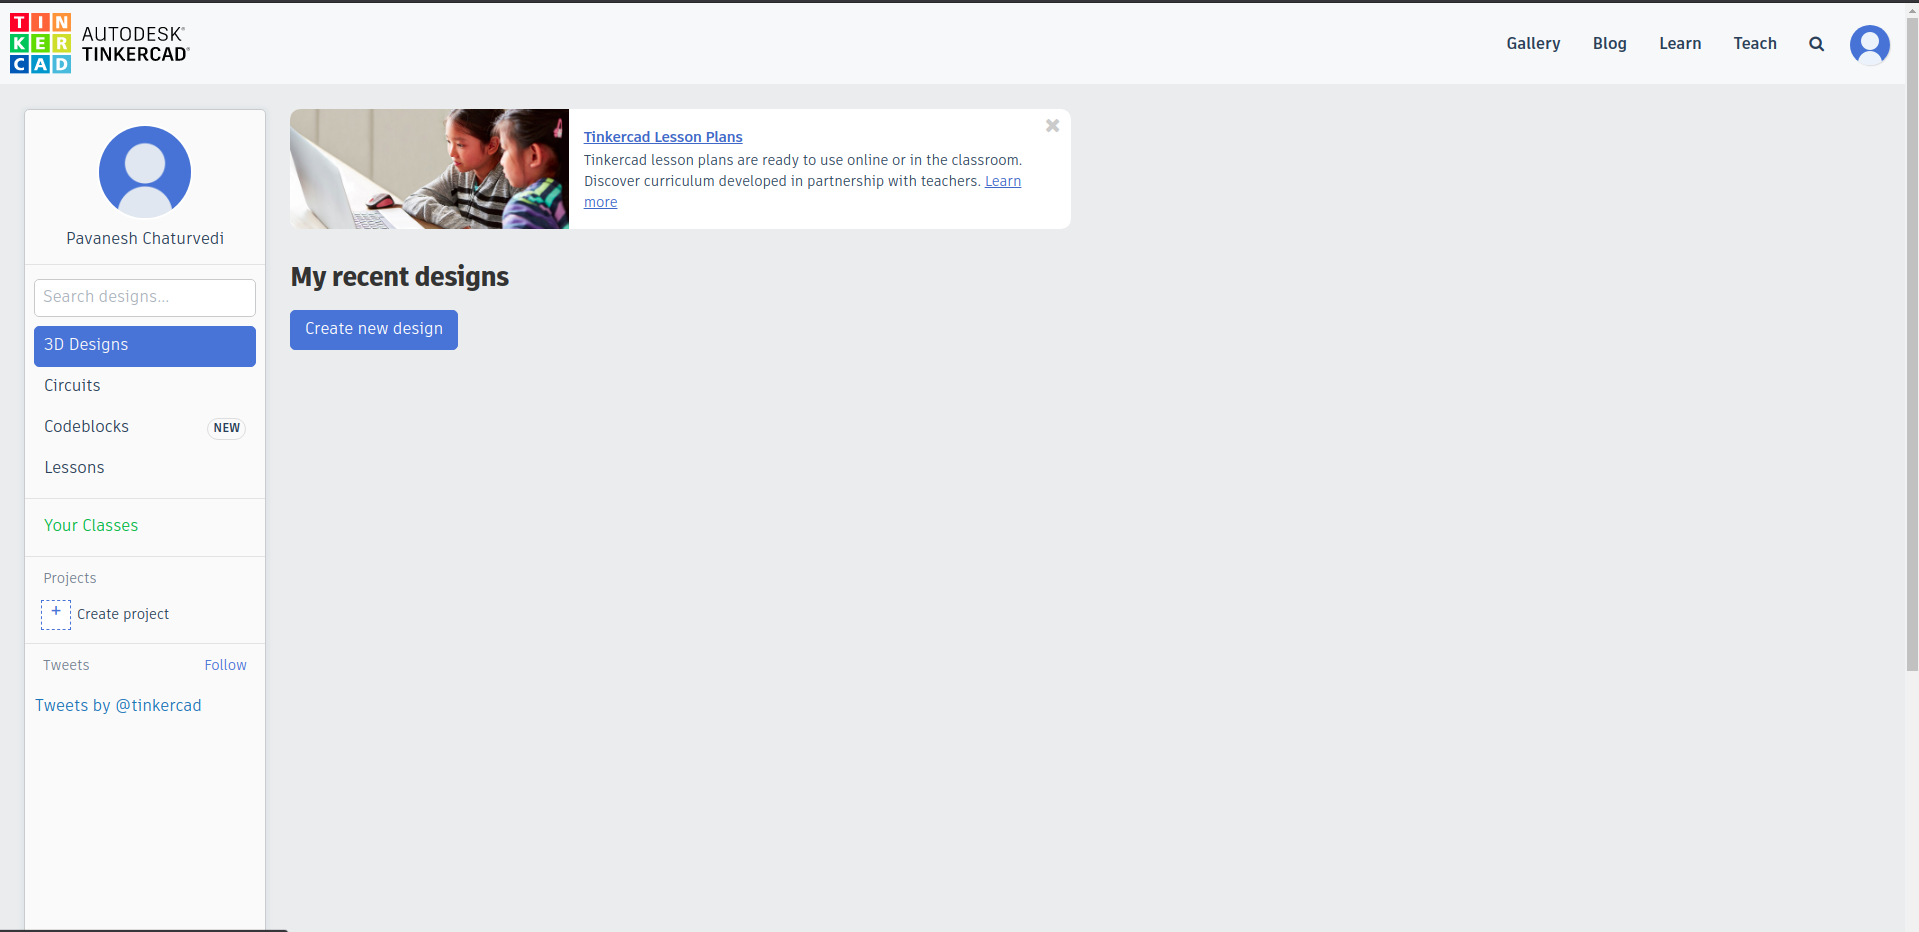 TIN
KER
CAD
AUTODESK®
TINKERCAD®
Gallery
Blog
Learn
Teach
Pavanesh Chaturvedi
Search designs...
3D Designs
Circuits
Codeblocks
NEW
Lessons
Your Classes
Projects
+ Create project
Tweets
Follow
Tweets by @tinkercad
Tinkercad Lesson Plans
Tinkercad lesson plans are ready to use online or in the classroom.
Discover curriculum developed in partnership with teachers. Learn
more
My recent designs
Create new design